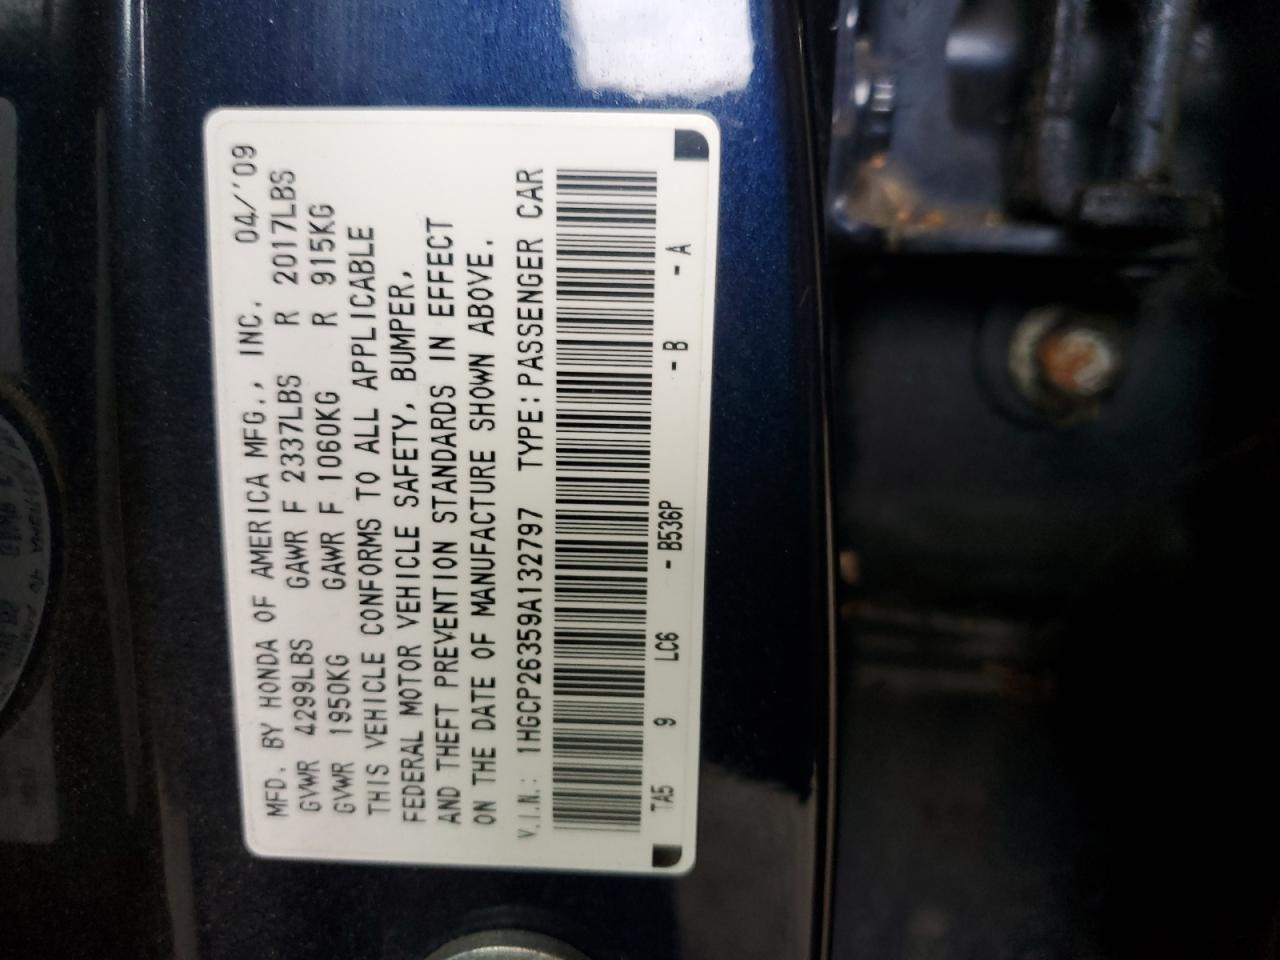 MFD. BY HONDA OF AMERICA MFG., INC. 04/'09
GVWR 4299LBS GAWR F 2337LBS R 2017LBS
GVWR 1950KG GAWR F 1060KG R 915KG
THIS VEHICLE CONFORMS TO ALL APPLICABLE
FEDERAL MOTOR VEHICLE SAFETY, BUMPER,
AND THEFT PREVENTION STANDARDS IN EFFECT
ON THE DATE OF MANUFACTURE SHOWN ABOVE.
V.I.N.: 1HGCP26359A132797 TYPE:PASSENGER CAR
TA5 9 LC6 - B536P - B - A